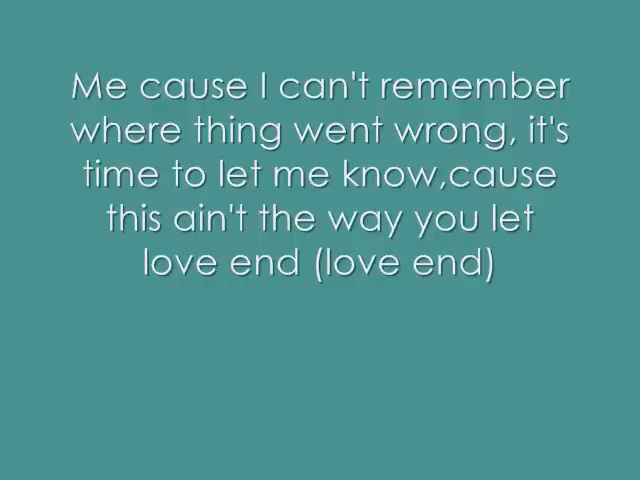 Me cause I can't remember
where thing went wrong, it's
time to let me know,cause
this ain't the way you let
love end (love end)